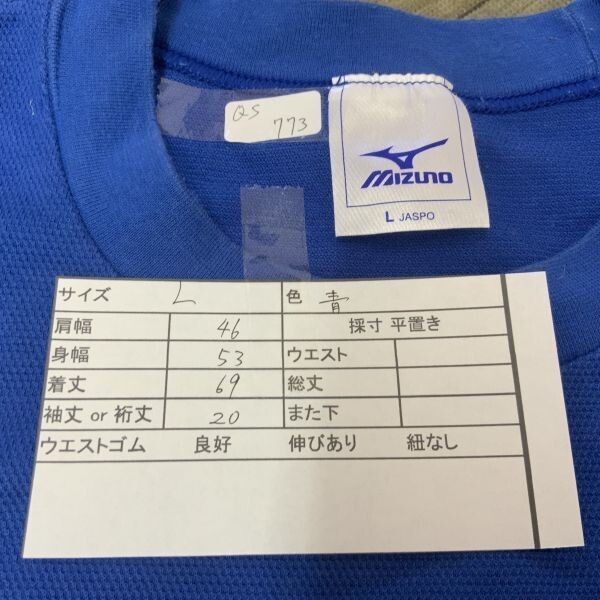 QS
773
MIZUNO
L JASPO
サイズ L 色 青
肩幅 46 採寸 平置き
身幅 53 ウエスト
着丈 69 総丈
袖丈 or 裄丈 20 また下
ウエストゴム 良好 伸びあり 紐なし